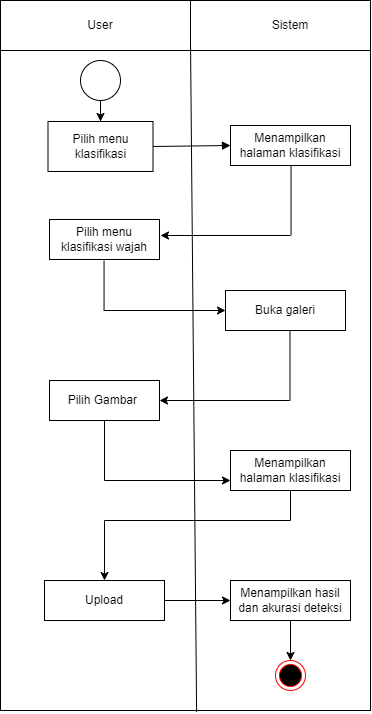 User
Sistem
Pilih menu
klasifikasi
Menampilkan
halaman klasifikasi
Pilih menu
klasifikasi wajah
Buka galeri
Pilih Gambar
Menampilkan
halaman klasifikasi
Upload
Menampilkan hasil
dan akurasi deteksi